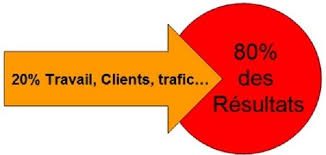 20% Travail, Clients, trafic...
80%
des
Résultats